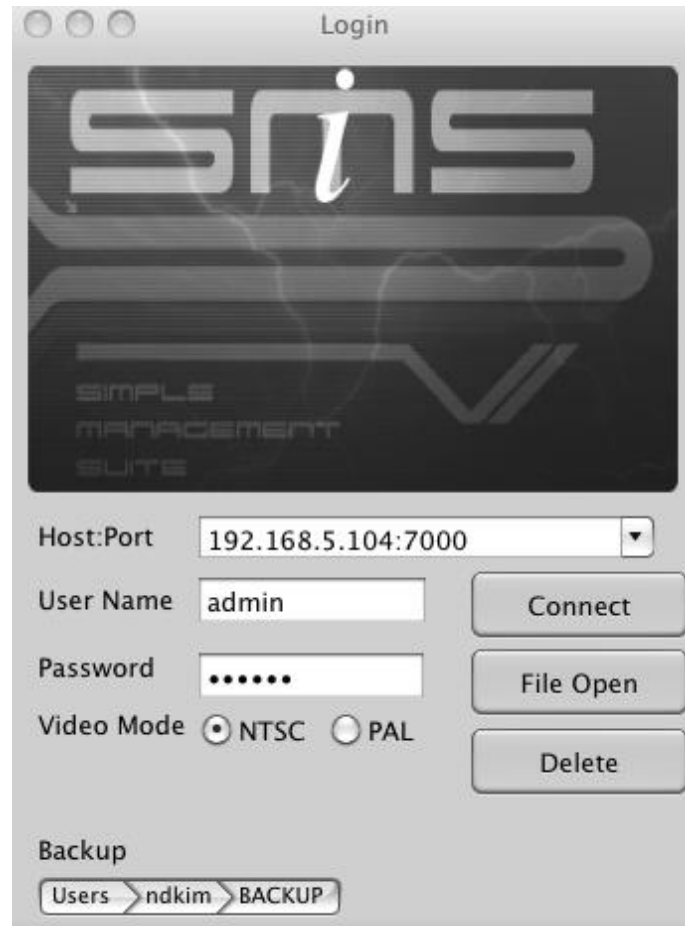 Login
SMS
i
SIMPLE
MANAGEMENT
SUITE
Host:Port 192.168.5.104:7000
User Name admin
Connect
Password ••••••
File Open
Video Mode NTSC PAL
Delete
Backup
Users ndkim BACKUP